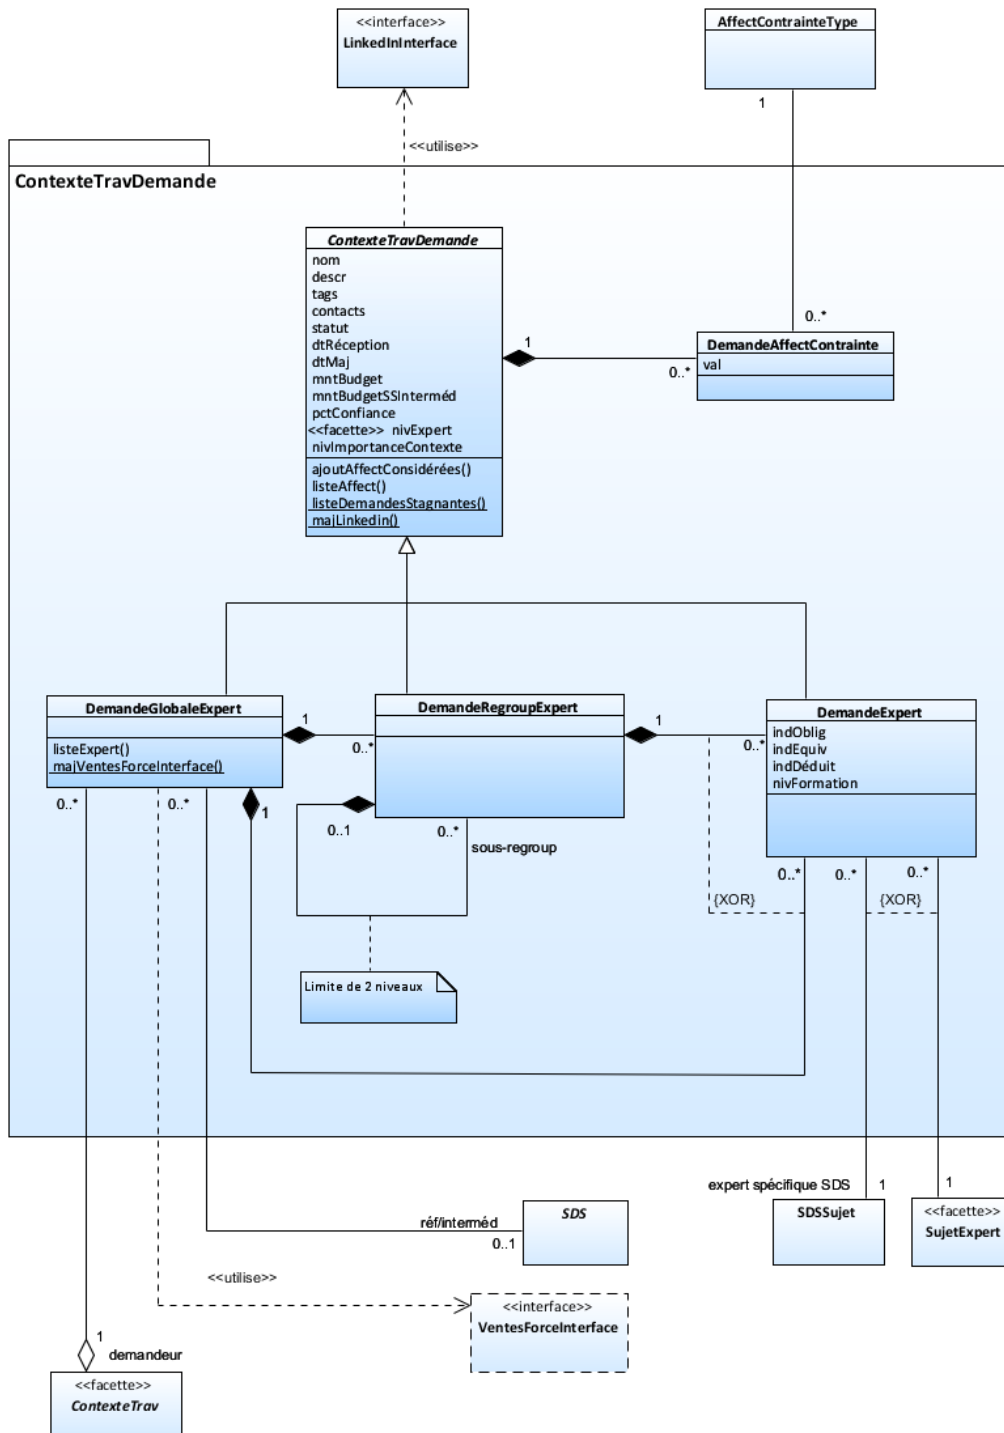 <<interface>>
LinkedInInterface
AffectContrainteType
1
<<utilise>>
ContexteTravDemande
ContexteTravDemande
nom
descr
tags
contacts
statut
dtRéception
dtMaj
mntBudget
mntBudgetSSInterméd
pctConfiance
<<facette>> nivExpert
nivImportanceContexte
ajoutAffectConsidérées()
listeAffect()
listeDemandesStagnantes()
majLinkedin()
1
0..*
0..*
DemandeAffectContrainte
val
DemandeGlobaleExpert
listeExpert()
majVentesForceInterface()
1
0..*
DemandeRegroupExpert
1
0..*
DemandeExpert
indOblig
indEquiv
indDéduit
nivFormation
0..*
0..*
1
0..1
0..*
sous-regroup
0..*
0..*
0..*
{XOR}
{XOR}
Limite de 2 niveaux
expert spécifique SDS
1
1
réf/interméd
0..1
SDS
SDSSujet
<<facette>>
SujetExpert
<<utilise>>
<<interface>>
VentesForceInterface
1
demandeur
<<facette>>
ContexteTrav